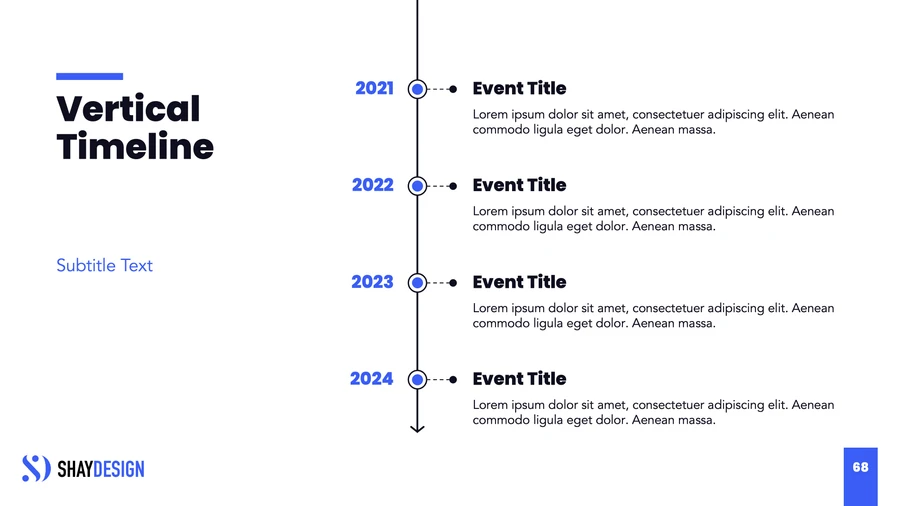 Vertical
Timeline
Subtitle Text
2021
Event Title
Lorem ipsum dolor sit amet, consectetuer adipiscing elit. Aenean
commodo ligula eget dolor. Aenean massa.
2022
Event Title
Lorem ipsum dolor sit amet, consectetuer adipiscing elit. Aenean
commodo ligula eget dolor. Aenean massa.
2023
Event Title
Lorem ipsum dolor sit amet, consectetuer adipiscing elit. Aenean
commodo ligula eget dolor. Aenean massa.
2024
Event Title
Lorem ipsum dolor sit amet, consectetuer adipiscing elit. Aenean
commodo ligula eget dolor. Aenean massa.
SHAYDESIGN
68